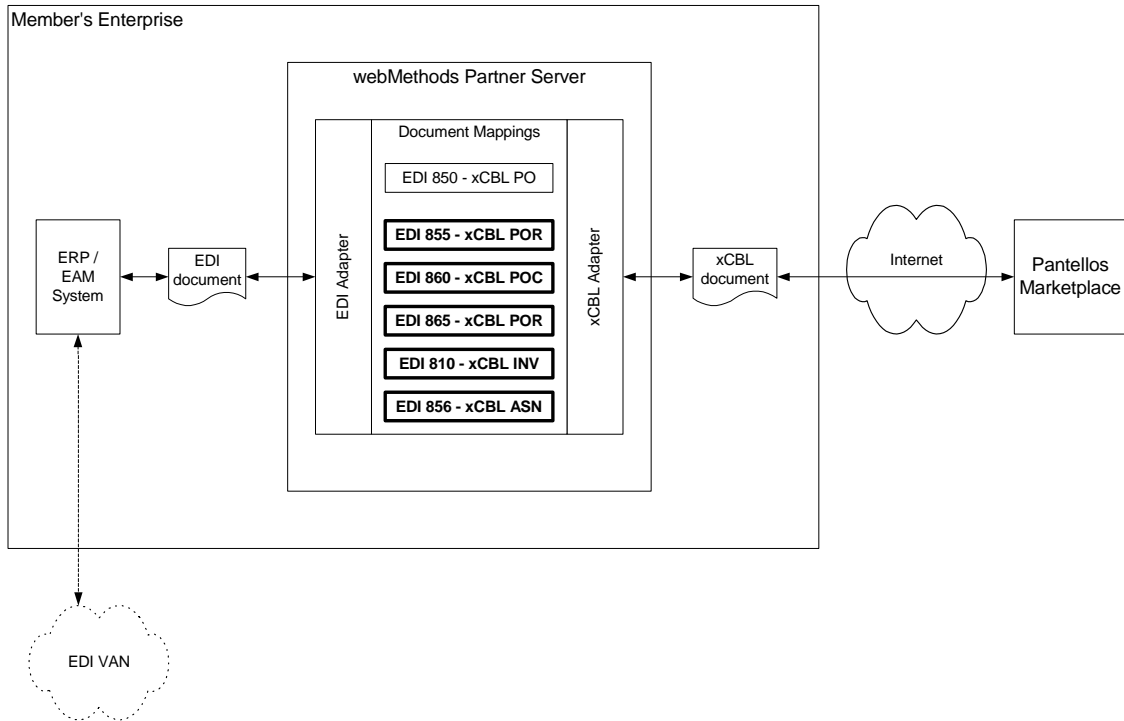 Member's Enterprise
webMethods Partner Server
Document Mappings
EDI 850 - xCBL PO
EDI 855 - xCBL POR
EDI 860 - xCBL POC
EDI 865 - xCBL POR
EDI 810 - xCBL INV
EDI 856 - xCBL ASN
EDI Adapter
xCBL Adapter
ERP /
EAM
System
EDI
document
xCBL
document
Internet
Pantellos
Marketplace
EDI VAN